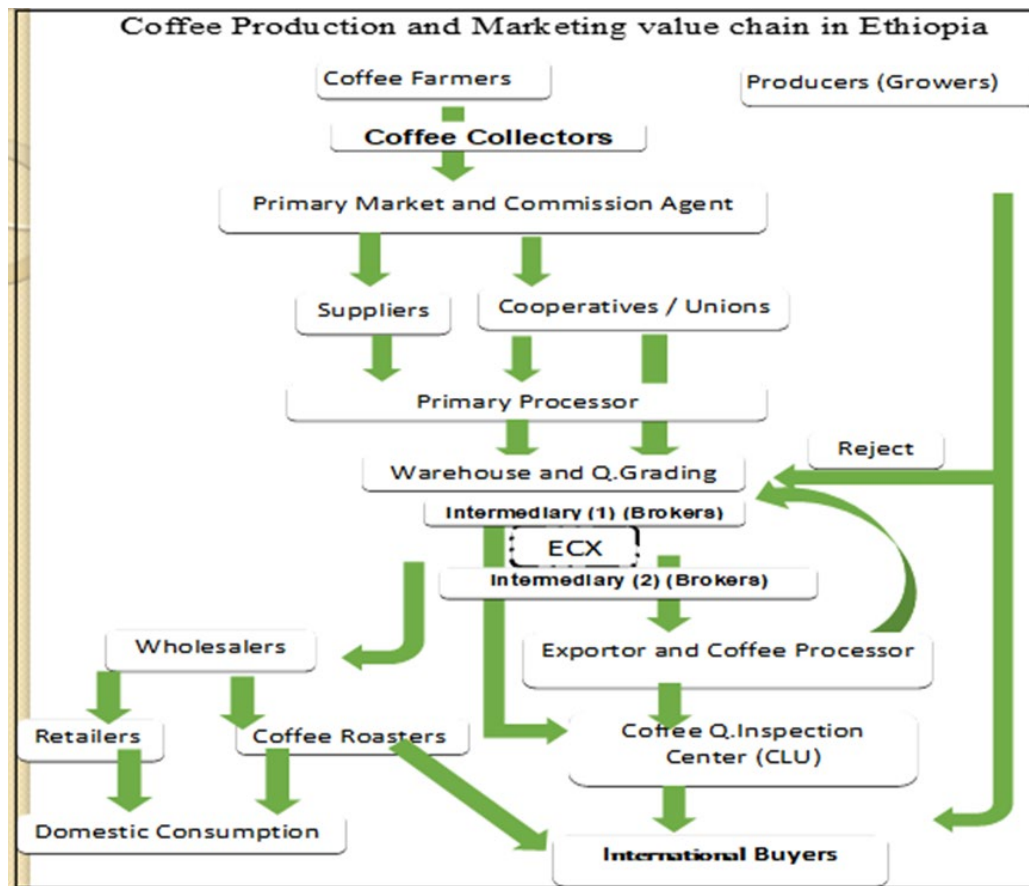 Coffee Production and Marketing value chain in Ethiopia
Coffee Farmers
Producers (Growers)
Coffee Collectors
Primary Market and Commission Agent
Suppliers
Cooperatives / Unions
Primary Processor
Reject
Warehouse and Q.Grading
Intermediary (1) (Brokers)
ECX
Intermediary (2) (Brokers)
Wholesalers
Exportor and Coffee Processor
Retailers
Coffee Roasters
Coffee Q.Inspection
Center (CLU)
Domestic Consumption
International Buyers